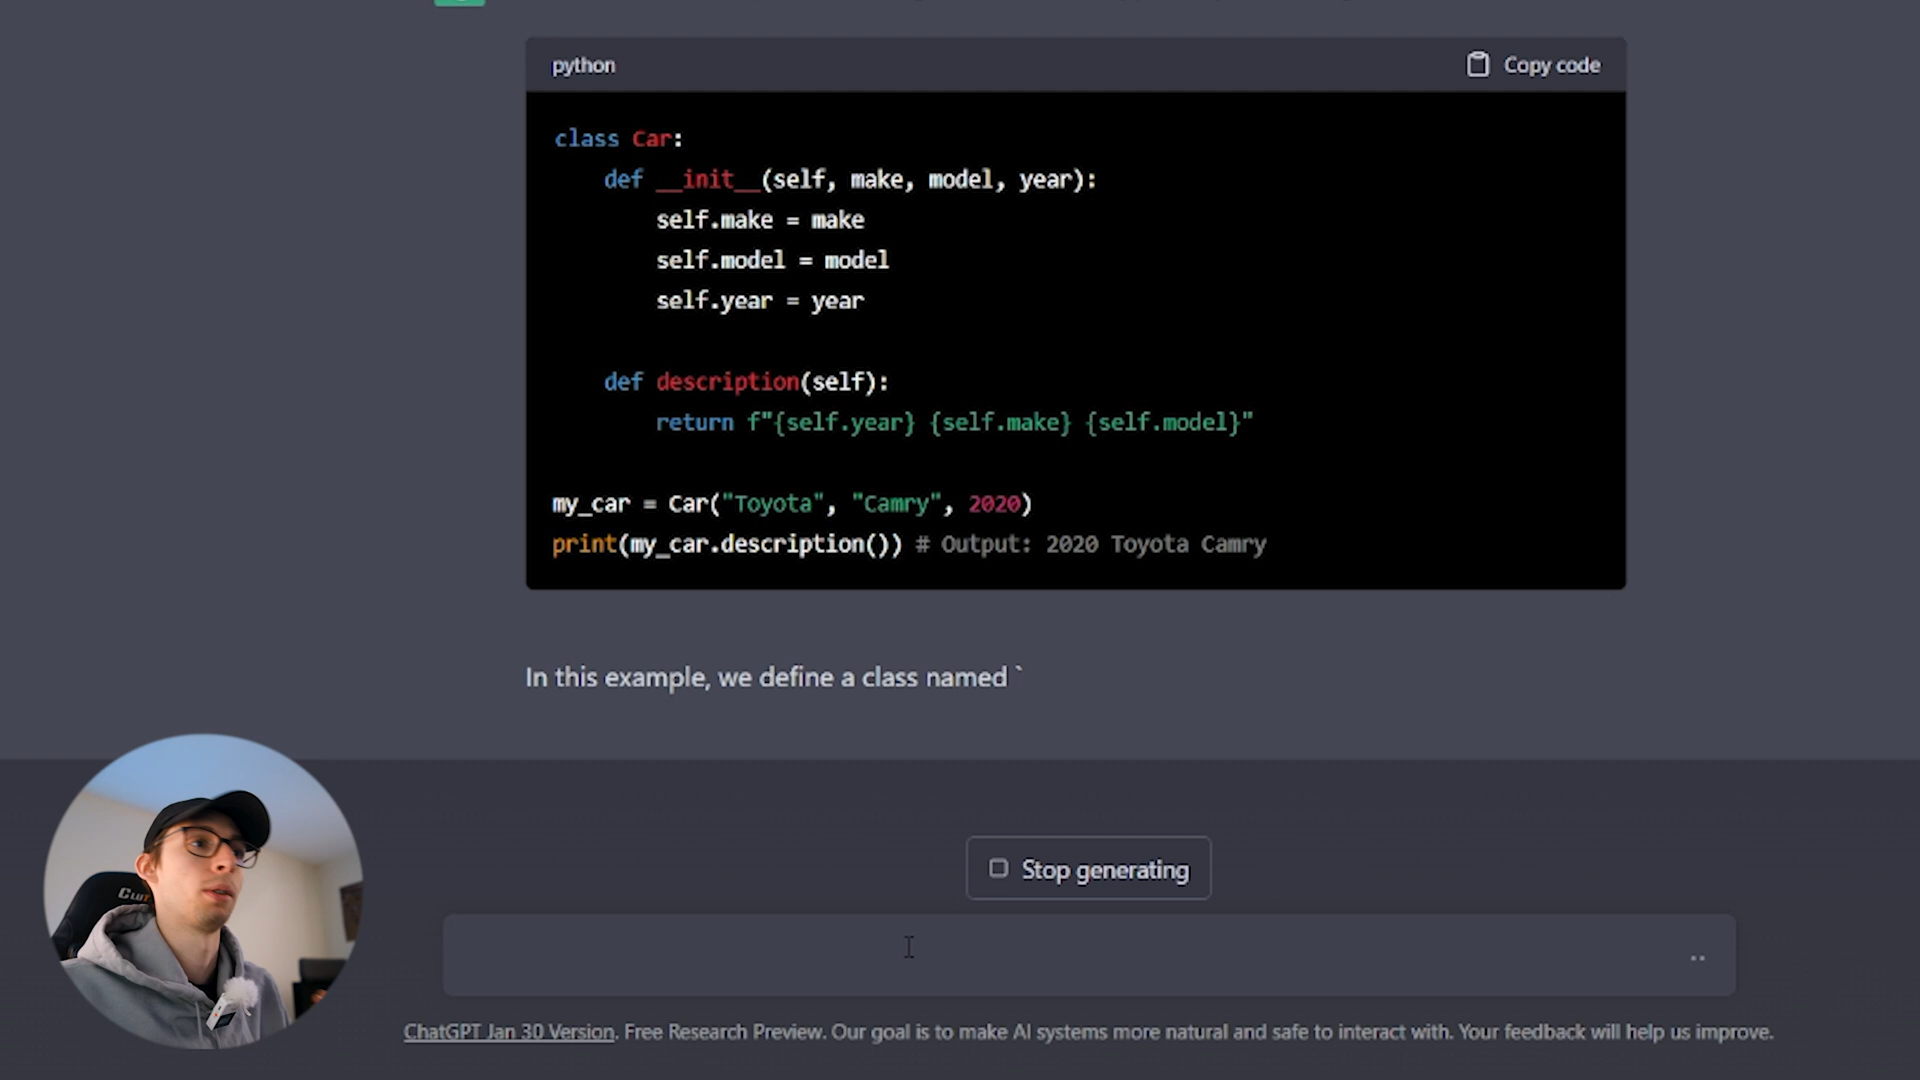 python
Copy code
class Car:
    def __init__(self, make, model, year):
        self.make = make
        self.model = model
        self.year = year

    def description(self):
        return f"{self.year} {self.make} {self.model}"

my_car = Car("Toyota", "Camry", 2020)
print(my_car.description()) # Output: 2020 Toyota Camry
In this example, we define a class named `
Stop generating
ChatGPT Jan 30 Version. Free Research Preview. Our goal is to make AI systems more natural and safe to interact with. Your feedback will help us improve.